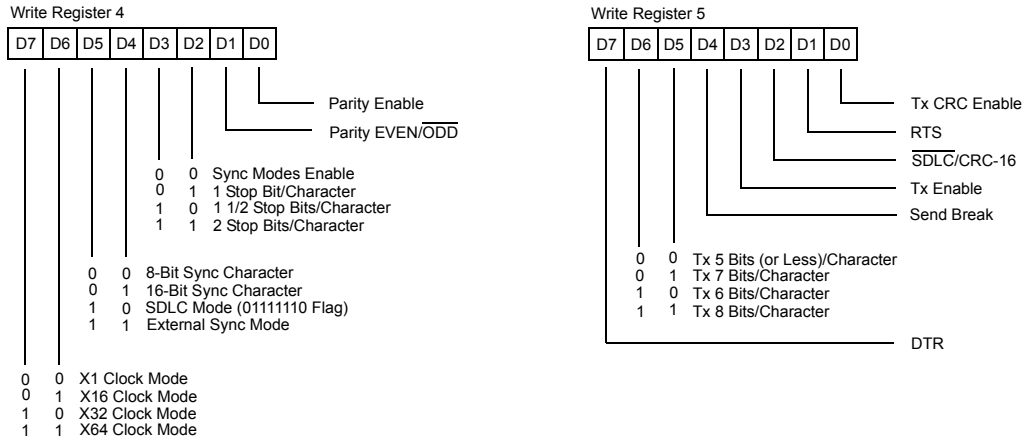 Write Register 4
D7 D6 D5 D4 D3 D2 D1 D0
Parity Enable
Parity EVEN/ODD
0 0 Sync Modes Enable
0 1 1 Stop Bit/Character
1 0 1 1/2 Stop Bits/Character
1 1 2 Stop Bits/Character
0 0 8-Bit Sync Character
0 1 16-Bit Sync Character
1 0 SDLC Mode (01111110 Flag)
1 1 External Sync Mode
0 0 X1 Clock Mode
0 1 X16 Clock Mode
1 0 X32 Clock Mode
1 1 X64 Clock Mode
Write Register 5
D7 D6 D5 D4 D3 D2 D1 D0
Tx CRC Enable
RTS
SDLC/CRC-16
Tx Enable
Send Break
0 0 Tx 5 Bits (or Less)/Character
0 1 Tx 7 Bits/Character
1 0 Tx 6 Bits/Character
1 1 Tx 8 Bits/Character
DTR